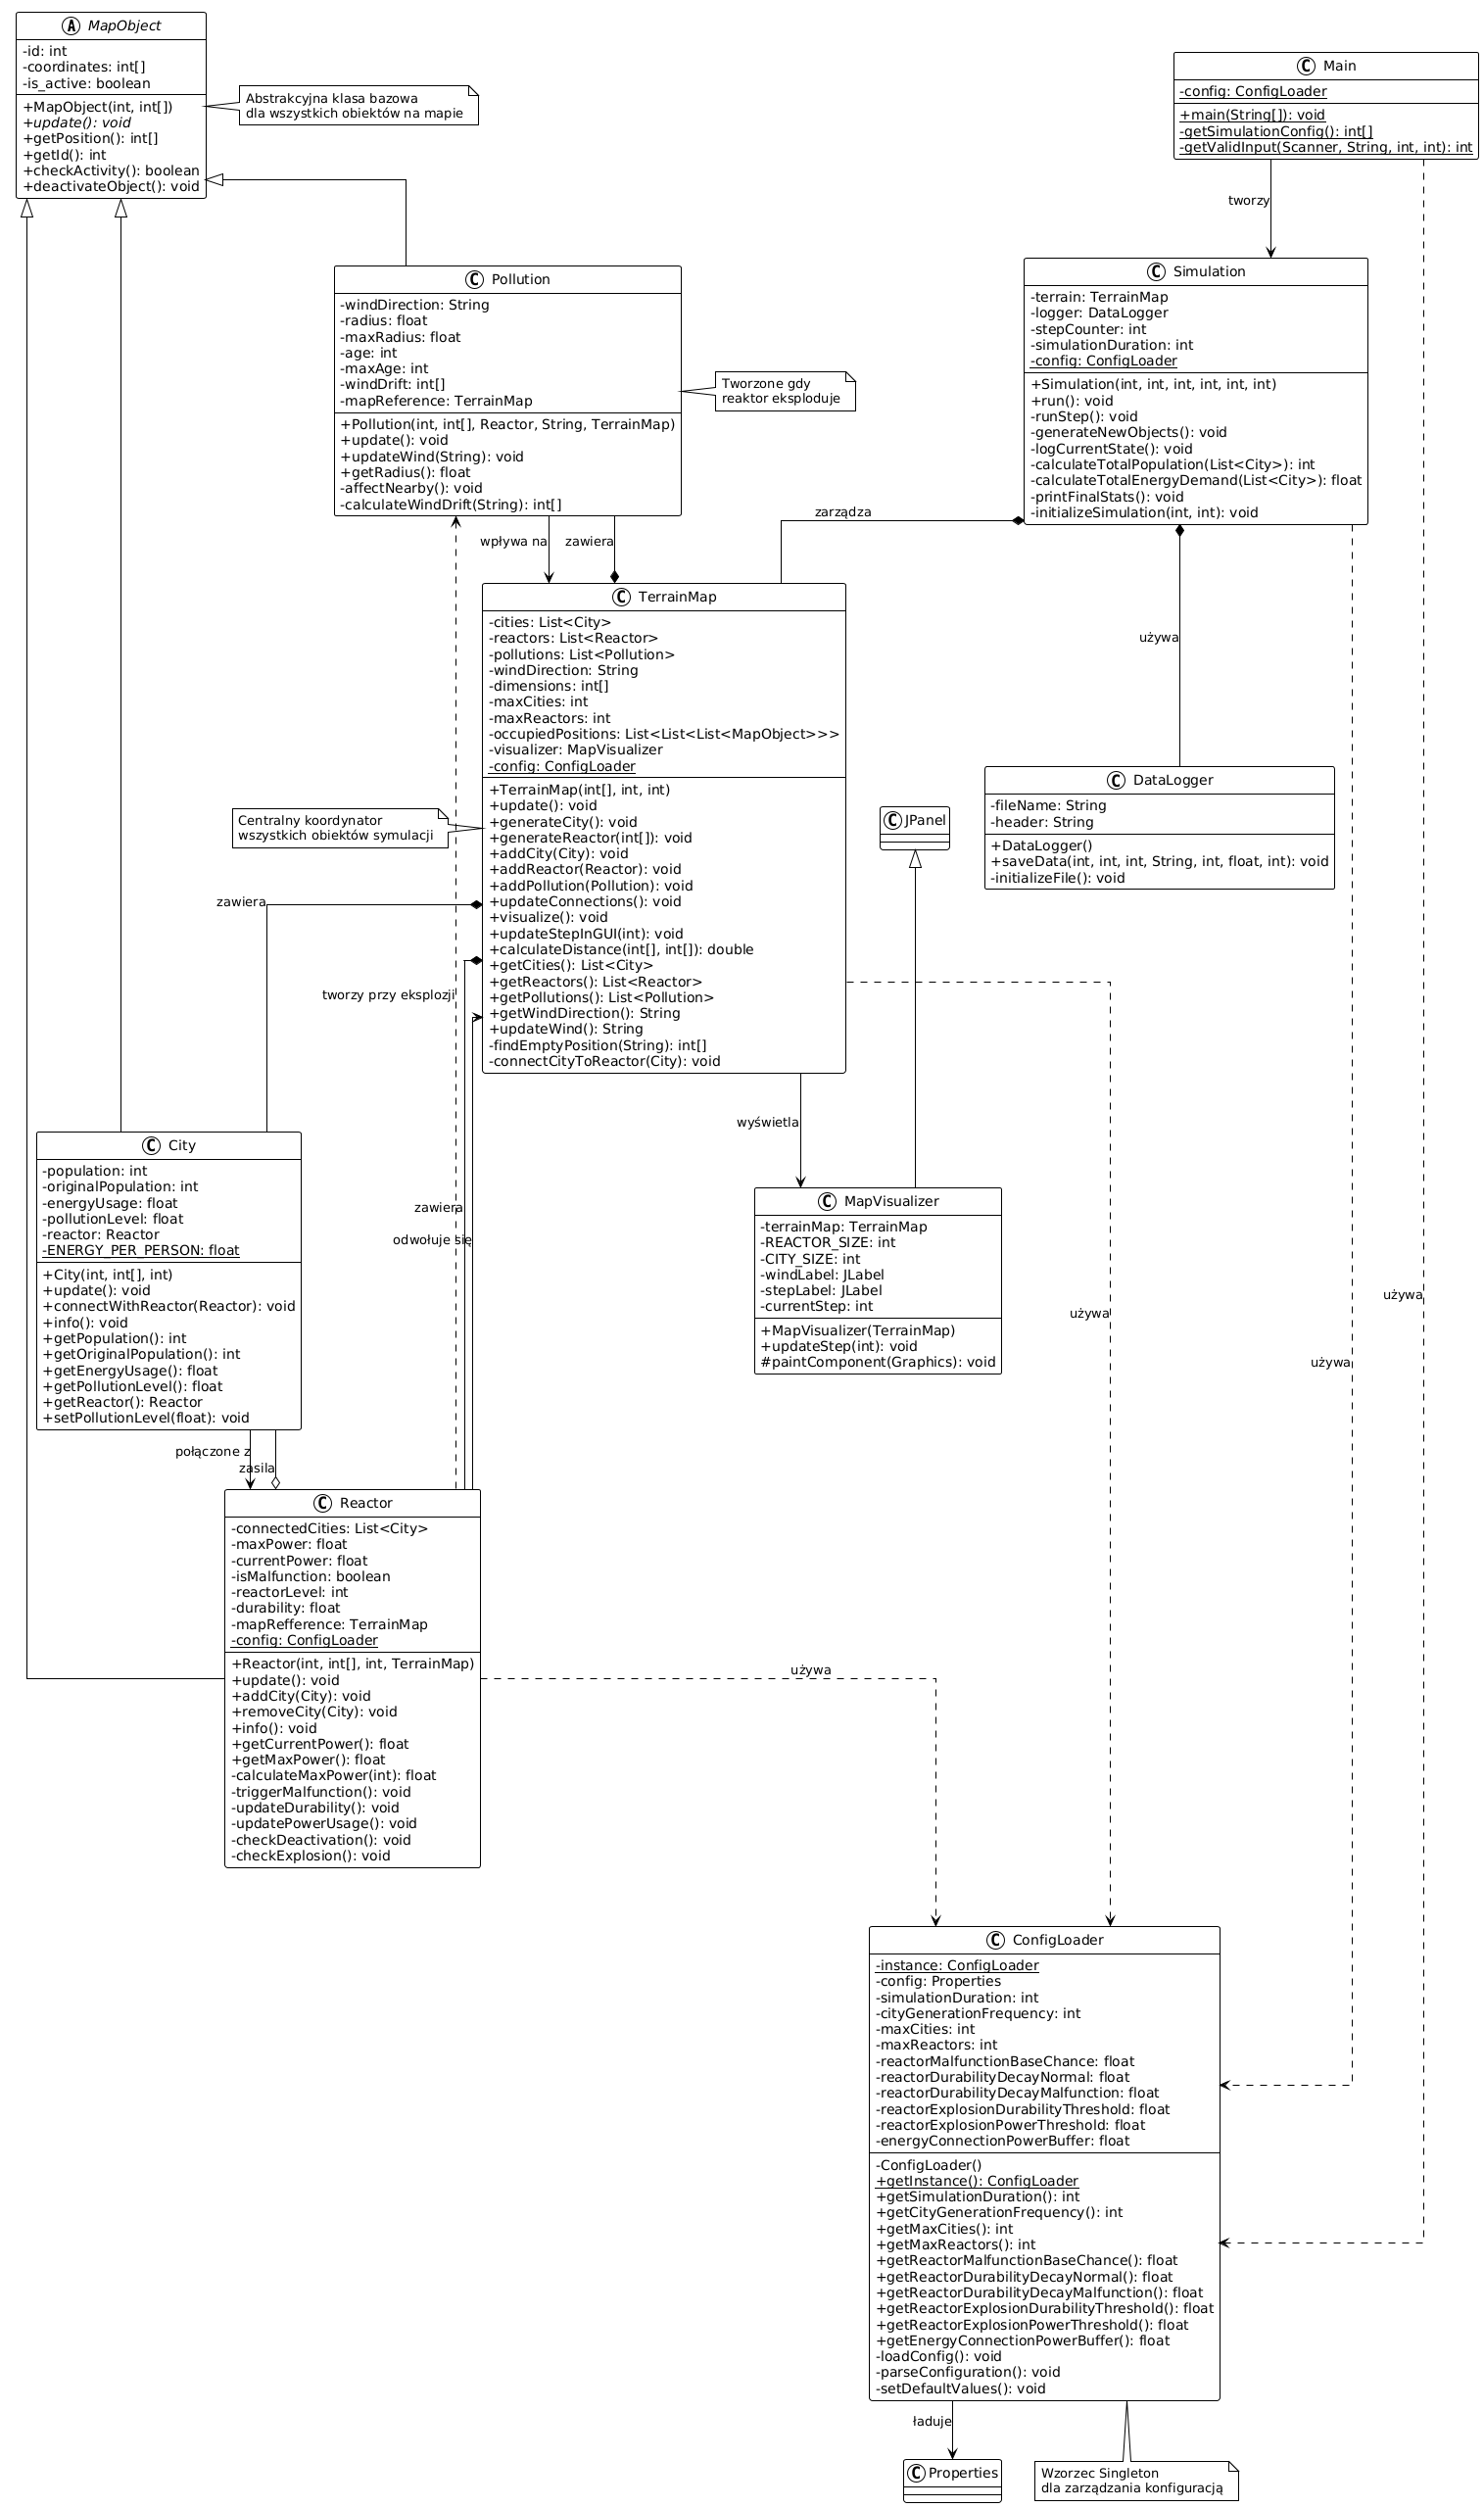 MapObject
-id: int
-coordinates: int[]
-is_active: boolean
+MapObject(int, int[])
+update(): void
+getPosition(): int[]
+getId(): int
+checkActivity(): boolean
+deactivateObject(): void
Abstrakcyjna klasa bazowa
dla wszystkich obiektów na mapie
Main
-config: ConfigLoader
+main(String[]): void
-getSimulationConfig(): int[]
-getValidInput(Scanner, String, int, int): int
tworzy
Pollution
-windDirection: String
-radius: float
-maxRadius: float
-age: int
-maxAge: int
-windDrift: int[]
-mapReference: TerrainMap
+Pollution(int, int[], Reactor, String, TerrainMap)
+update(): void
+updateWind(String): void
+getRadius(): float
-affectNearby(): void
-calculateWindDrift(String): int[]
Tworzone gdy
reaktor eksploduje
Simulation
-terrain: TerrainMap
-logger: DataLogger
-stepCounter: int
-simulationDuration: int
-config: ConfigLoader
+Simulation(int, int, int, int, int, int)
+run(): void
-runStep(): void
-generateNewObjects(): void
-logCurrentState(): void
-calculateTotalPopulation(List<City>): int
-calculateTotalEnergyDemand(List<City>): float
-printFinalStats(): void
-initializeSimulation(int, int): void
zarządza
wpływa na
zawiera
używa
TerrainMap
-cities: List<City>
-reactors: List<Reactor>
-pollutions: List<Pollution>
-windDirection: String
-dimensions: int[]
-maxCities: int
-maxReactors: int
-occupiedPositions: List<List<List<MapObject>>>
-visualizer: MapVisualizer
-config: ConfigLoader
+TerrainMap(int[], int, int)
+update(): void
+generateCity(): void
+generateReactor(int[]): void
+addCity(City): void
+addReactor(Reactor): void
+addPollution(Pollution): void
+updateConnections(): void
+visualize(): void
+updateStepInGUI(int): void
+calculateDistance(int[], int[]): double
+getCities(): List<City>
+getReactors(): List<Reactor>
+getPollutions(): List<Pollution>
+getWindDirection(): String
+updateWind(): String
-findEmptyPosition(String): int[]
-connectCityToReactor(City): void
Centralny koordynator
wszystkich obiektów symulacji
JPanel
DataLogger
-fileName: String
-header: String
+DataLogger()
+saveData(int, int, int, String, int, float, int): void
-initializeFile(): void
zawiera
tworzy przy eksplozji
wyświetla
City
-population: int
-originalPopulation: int
-energyUsage: float
-pollutionLevel: float
-reactor: Reactor
-ENERGY_PER_PERSON: float
+City(int, int[], int)
+update(): void
+connectWithReactor(Reactor): void
+info(): void
+getPopulation(): int
+getOriginalPopulation(): int
+getEnergyUsage(): float
+getPollutionLevel(): float
+getReactor(): Reactor
+setPollutionLevel(float): void
zawiera
odwołuje się
MapVisualizer
-terrainMap: TerrainMap
-REACTOR_SIZE: int
-CITY_SIZE: int
-windLabel: JLabel
-stepLabel: JLabel
-currentStep: int
+MapVisualizer(TerrainMap)
+updateStep(int): void
#paintComponent(Graphics): void
używa
używa
używa
połączone z
zasila
Reactor
-connectedCities: List<City>
-maxPower: float
-currentPower: float
-isMalfunction: boolean
-reactorLevel: int
-durability: float
-mapRefference: TerrainMap
-config: ConfigLoader
+Reactor(int, int[], int, TerrainMap)
+update(): void
+addCity(City): void
+removeCity(City): void
+info(): void
+getCurrentPower(): float
+getMaxPower(): float
-calculateMaxPower(int): float
-triggerMalfunction(): void
-updateDurability(): void
-updatePowerUsage(): void
-checkDeactivation(): void
-checkExplosion(): void
używa
ConfigLoader
-instance: ConfigLoader
-config: Properties
-simulationDuration: int
-cityGenerationFrequency: int
-maxCities: int
-maxReactors: int
-reactorMalfunctionBaseChance: float
-reactorDurabilityDecayNormal: float
-reactorDurabilityDecayMalfunction: float
-reactorExplosionDurabilityThreshold: float
-reactorExplosionPowerThreshold: float
-energyConnectionPowerBuffer: float
-ConfigLoader()
+getInstance(): ConfigLoader
+getSimulationDuration(): int
+getCityGenerationFrequency(): int
+getMaxCities(): int
+getMaxReactors(): int
+getReactorMalfunctionBaseChance(): float
+getReactorDurabilityDecayNormal(): float
+getReactorDurabilityDecayMalfunction(): float
+getReactorExplosionDurabilityThreshold(): float
+getReactorExplosionPowerThreshold(): float
+getEnergyConnectionPowerBuffer(): float
-loadConfig(): void
-parseConfiguration(): void
-setDefaultValues(): void
ładuje
Properties
Wzorzec Singleton
dla zarządzania konfiguracją